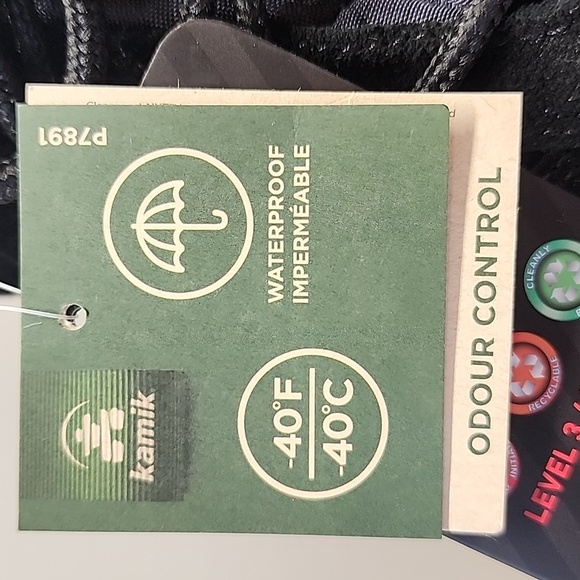 P7891
kamik
WATERPROOF
IMPERMÉABLE
-40°F
-40°C
ODOUR CONTROL
CLEANLY
RECYCLABLE
LEVEL 3